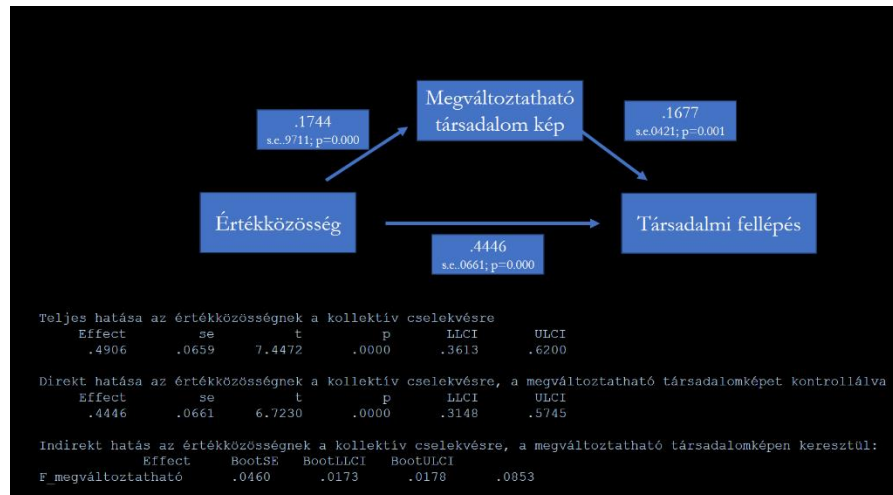 Megváltoztatható
társadalom kép
.1744
s.e..9711; p=0.000
.1677
s.e.0421; p=0.001
Értékközösség
Társadalmi fellépés
.4446
s.e..0661; p=0.000
Teljes hatása az értékközösségnek a kollektív cselekvésre
Effect se t p LLCI ULCI
.4906 .0659 7.4472 .0000 .3613 .6200
Direkt hatása az értékközösségnek a kollektív cselekvésre, a megváltoztatható társadalomképet kontrollálva
Effect se t p LLCI ULCI
.4446 .0661 6.7230 .0000 .3148 .5745
Indirekt hatás az értékközösségnek a kollektív cselekvésre, a megváltoztatható társadalomképen keresztül:
Effect BootSE BootLLCI BootULCI
F_megváltoztatható .0460 .0173 .0178 .0853